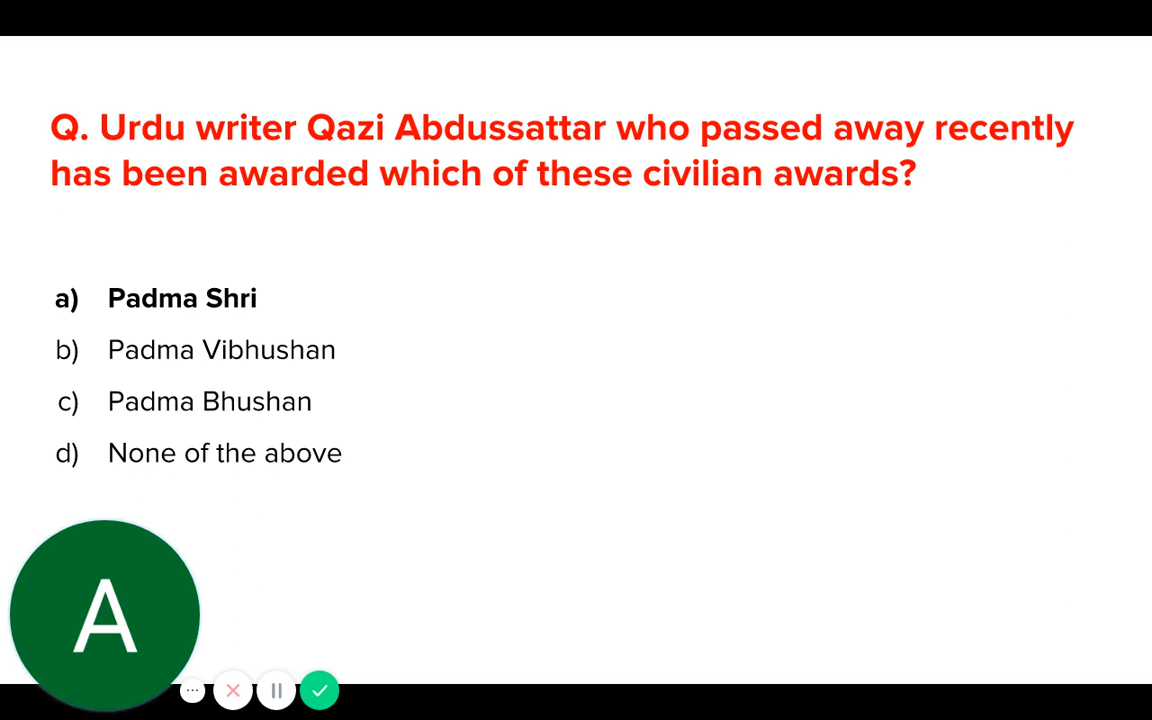 Q. Urdu writer Qazi Abdussattar who passed away recently
has been awarded which of these civilian awards?
a) Padma Shri
b) Padma Vibhushan
c) Padma Bhushan
d) None of the above
A